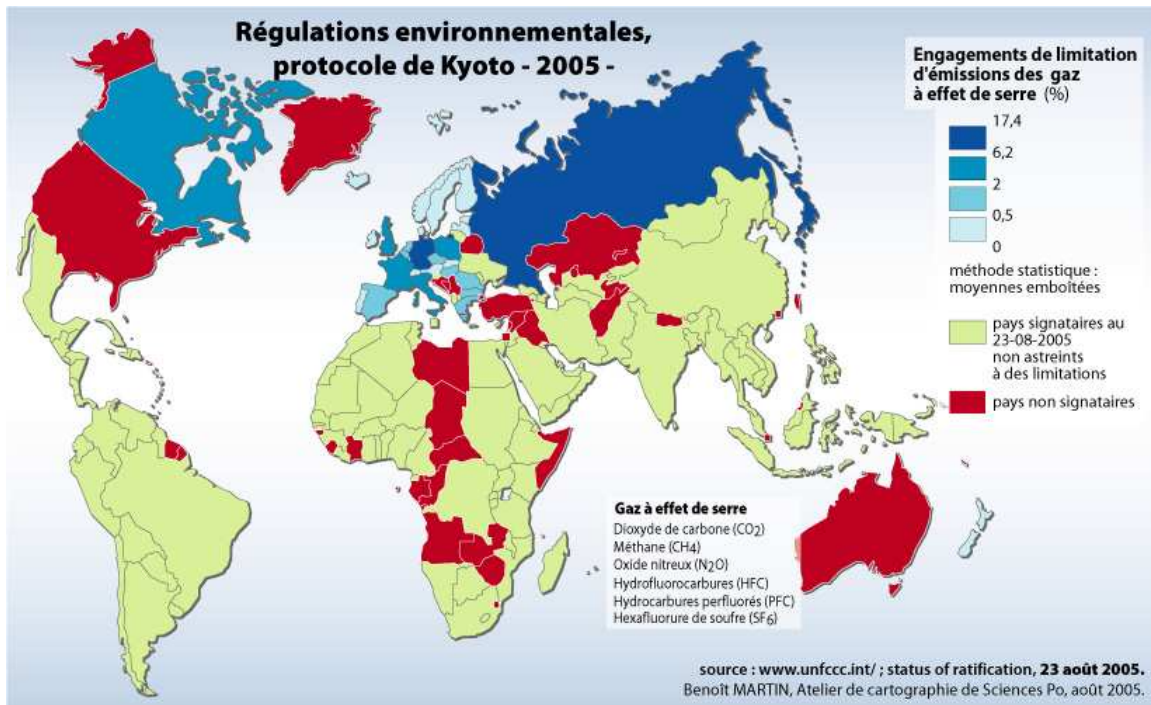 Régulations environnementales,
protocole de Kyoto - 2005 -
Engagements de limitation
d'émissions des gaz
à effet de serre (%)
17,4
6,2
2
0,5
0
méthode statistique :
moyennes emboîtées
pays signataires au
23-08-2005
non astreints
à des limitations
pays non signataires
Gaz à effet de serre
Dioxyde de carbone (CO2)
Méthane (CH4)
Oxide nitreux (N2O)
Hydrofluorocarbures (HFC)
Hydrocarbures perfluorés (PFC)
Hexafluorure de soufre (SF6)
source : www.unfccc.int/ ; status of ratification, 23 août 2005.
Benoît MARTIN, Atelier de cartographie de Sciences Po, août 2005.